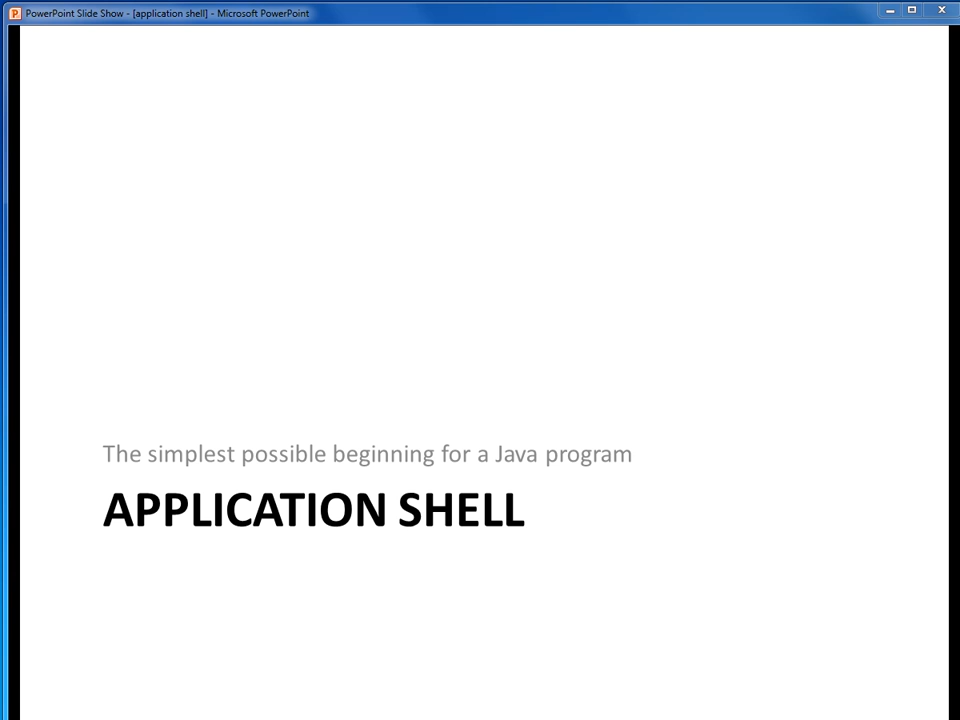 PowerPoint Slide Show - [application shell] - Microsoft PowerPoint
The simplest possible beginning for a Java program
APPLICATION SHELL